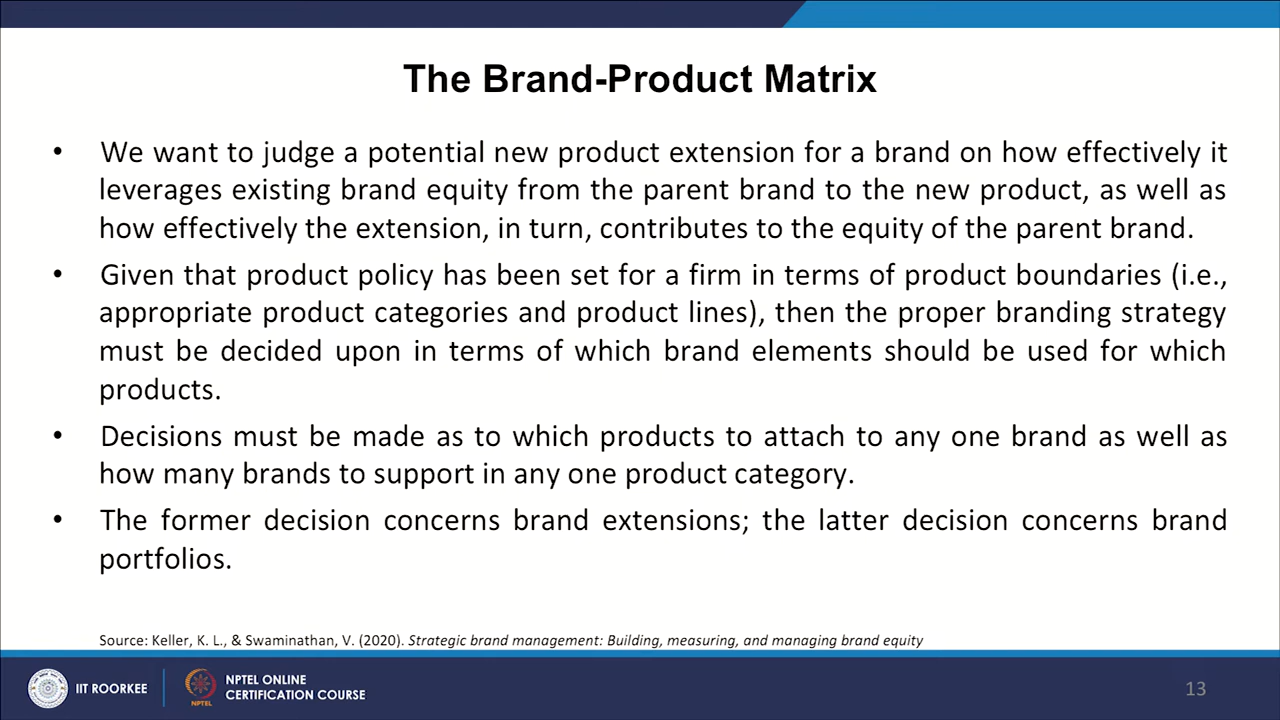 The Brand-Product Matrix
• We want to judge a potential new product extension for a brand on how effectively it
leverages existing brand equity from the parent brand to the new product, as well as
how effectively the extension, in turn, contributes to the equity of the parent brand.
• Given that product policy has been set for a firm in terms of product boundaries (i.e.,
appropriate product categories and product lines), then the proper branding strategy
must be decided upon in terms of which brand elements should be used for which
products.
• Decisions must be made as to which products to attach to any one brand as well as
how many brands to support in any one product category.
• The former decision concerns brand extensions; the latter decision concerns brand
portfolios.
Source: Keller, K. L., & Swaminathan, V. (2020). Strategic brand management: Building, measuring, and managing brand equity
IIT ROORKEE
NPTEL
NPTEL ONLINE
CERTIFICATION COURSE
13